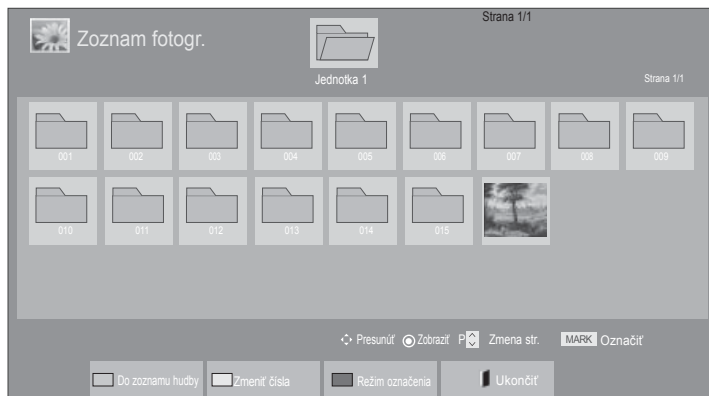 Strana 1/1
Zoznam fotogr.
Jednotka 1
Strana 1/1
001 002 003 004 005 006 007 008 009
010 011 012 013 014 015
Presunúť Zobraziť P Zmena str. MARK Označiť
Do zoznamu hudby Zmeniť čísla Režim označenia Ukončiť